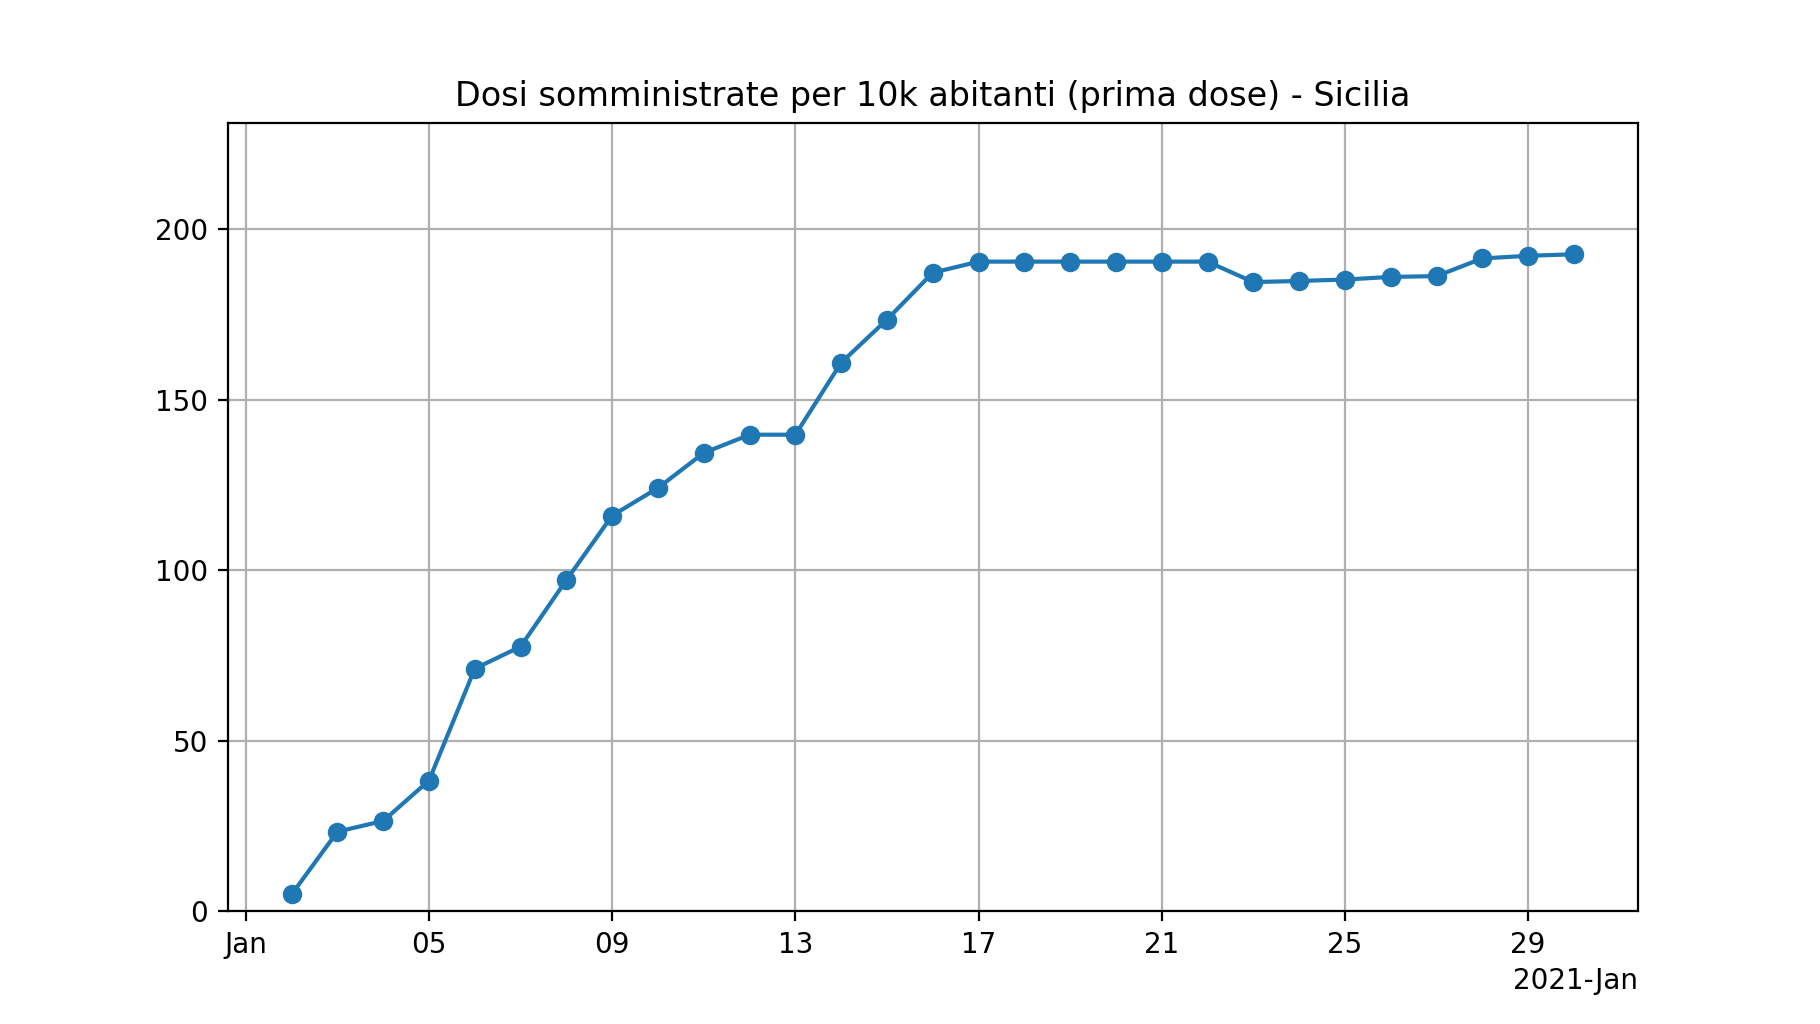 Dosi somministrate per 10k abitanti (prima dose) - Sicilia
200
150
100
50
0
Jan 05 09 13 17 21 25 29
2021-Jan